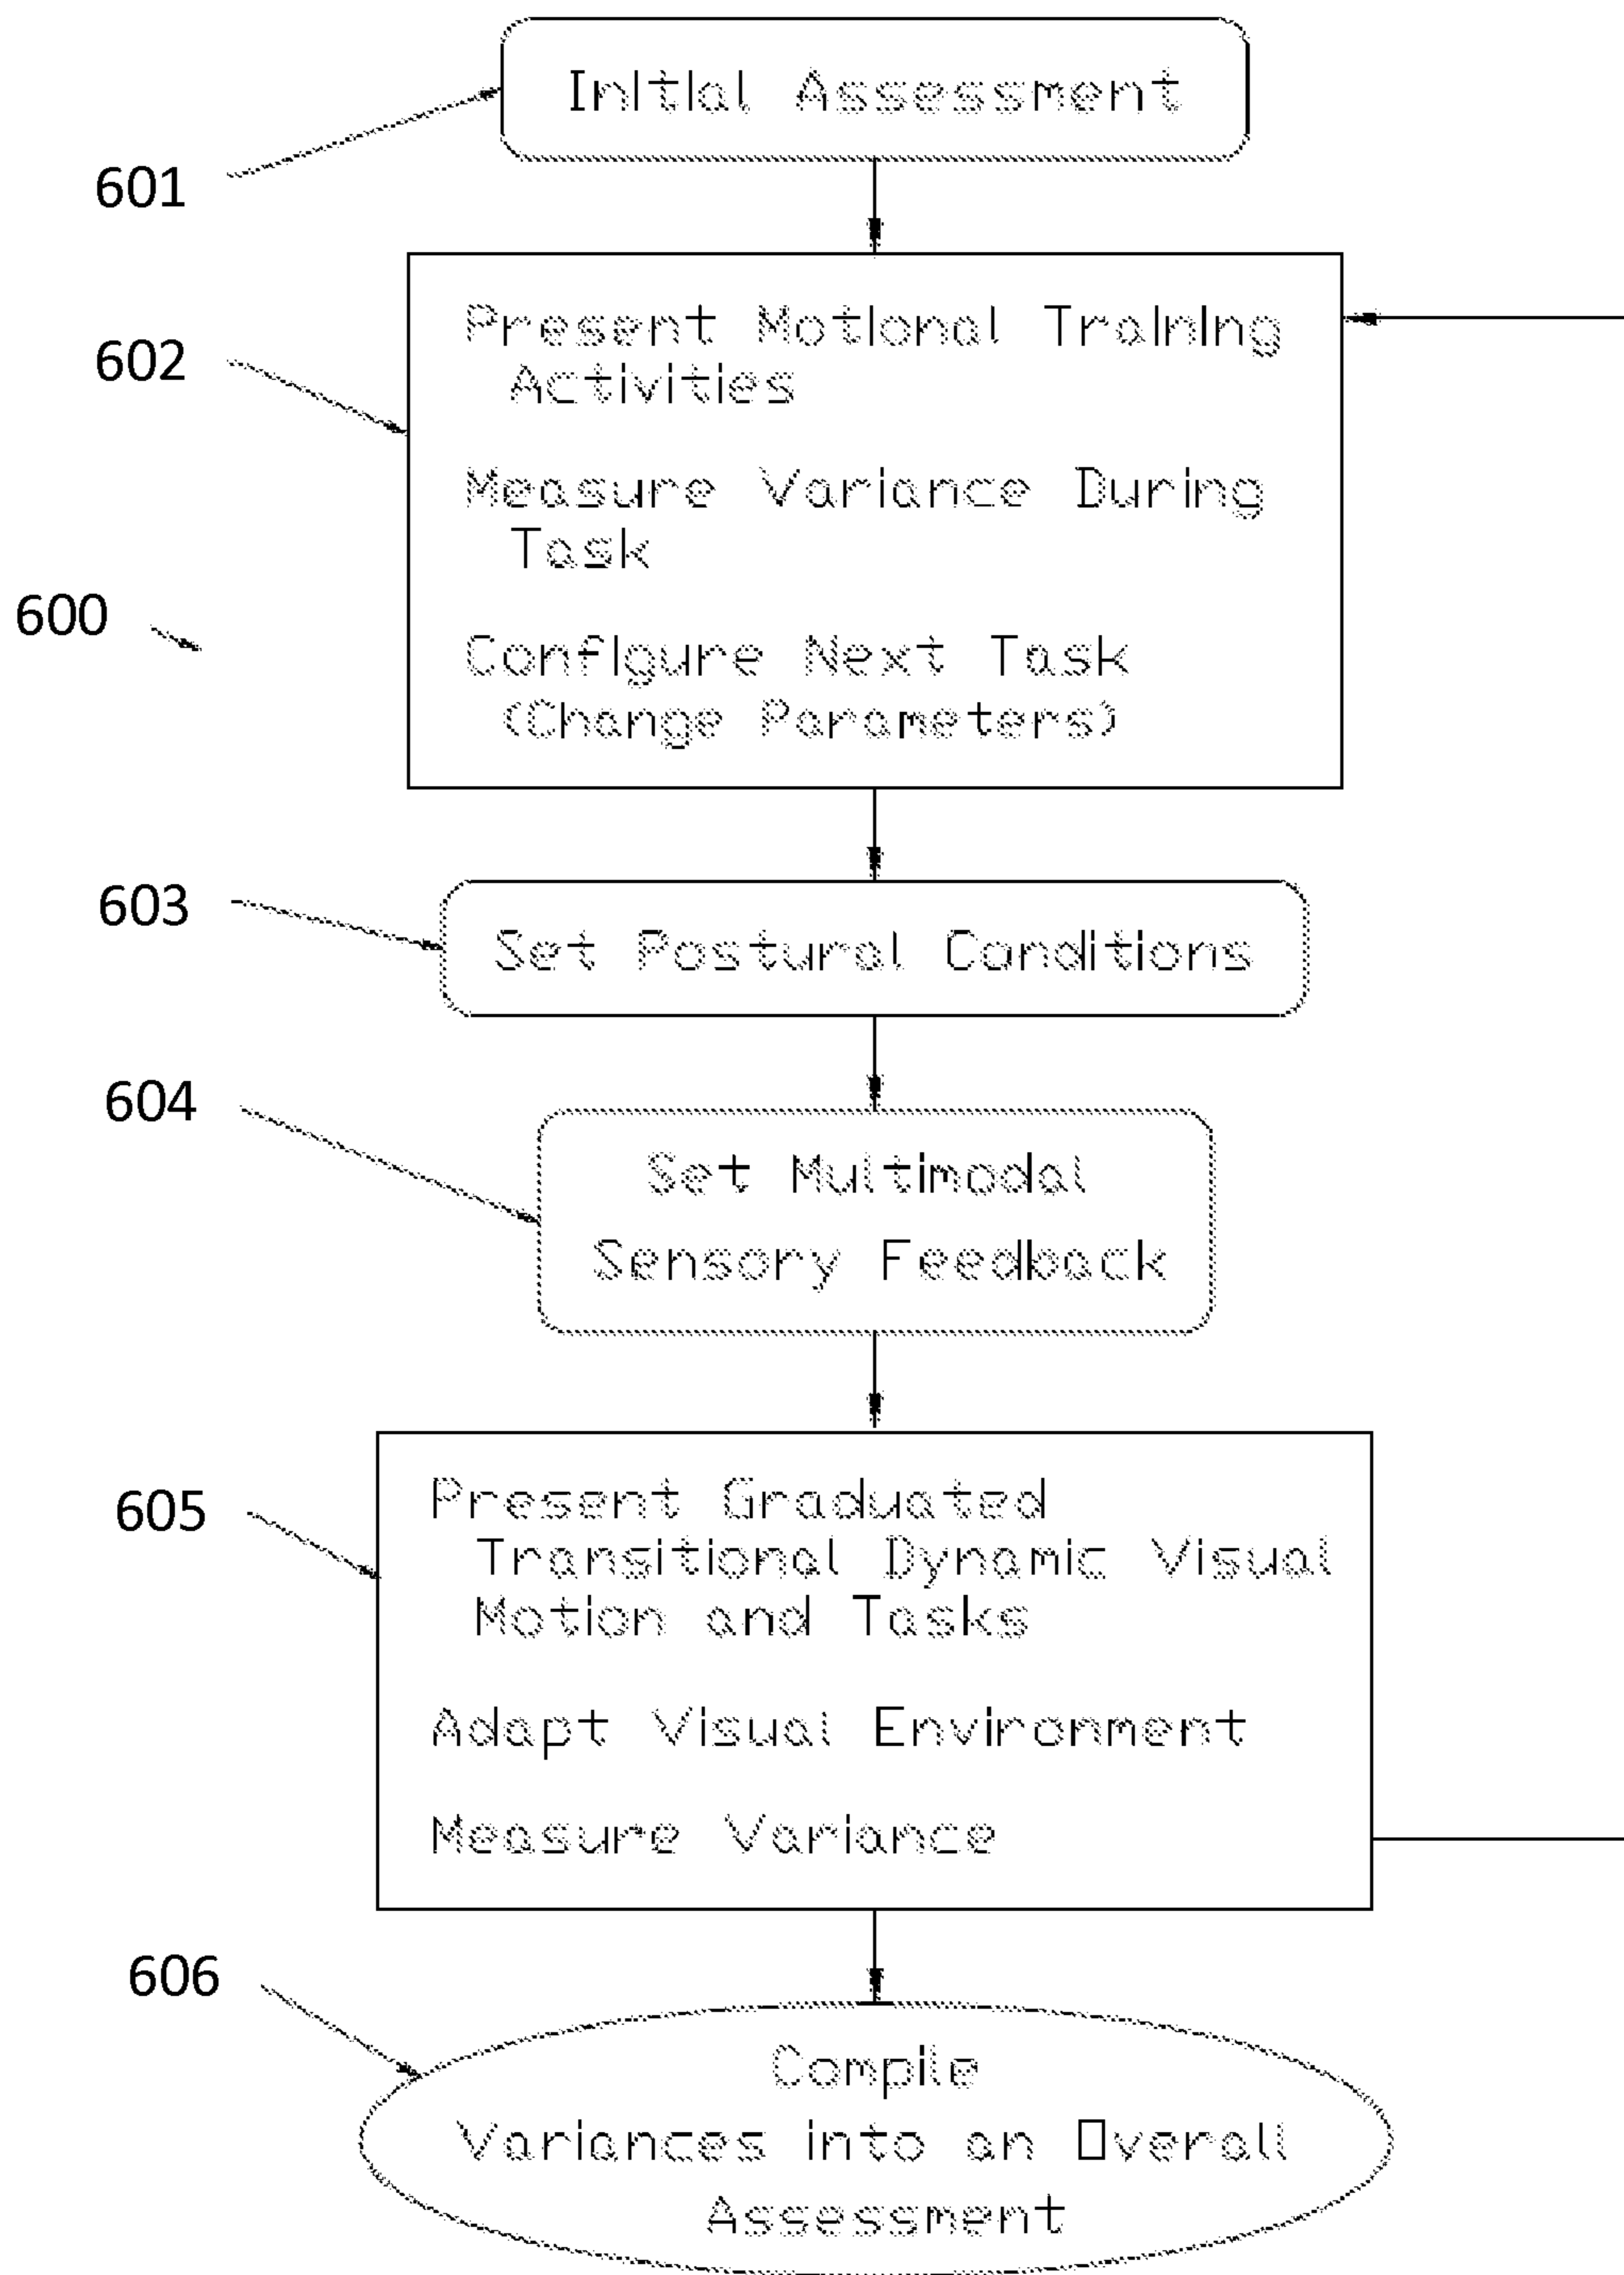 Initial Assessment
601
Present Motional Training
Activities
602
Measure Variance During
Task
600
Configure Next Task
(Change Parameters)
603
Set Postural Conditions
604
Set Multimodal
Sensory Feedback
605
Present Graduated
Transitional Dynamic Visual
Motion and Tasks
Adapt Visual Environment
Measure Variance
606
Compile
Variances into an Overall
Assessment